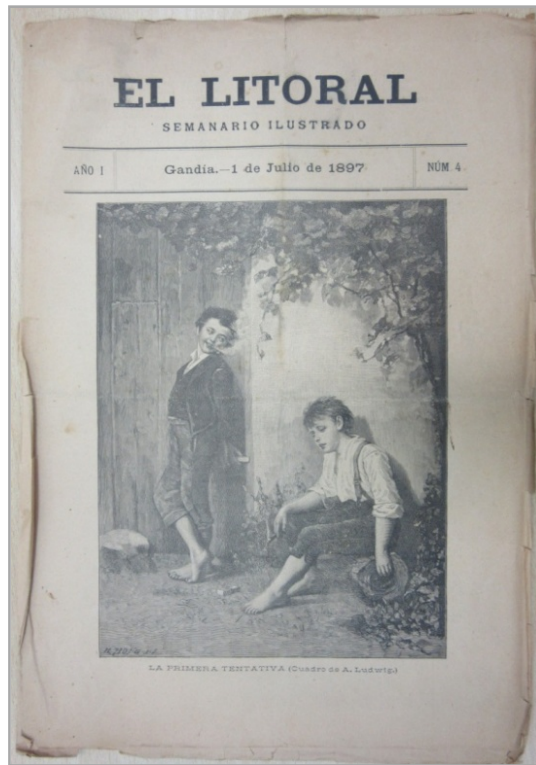 EL LITORAL
SEMANARIO ILUSTRADO
AÑO I Gandía.—1 de Julio de 1897 NÚM. 4.
LA PRIMERA TENTATIVA (Cuadro de A. Ludwig.)